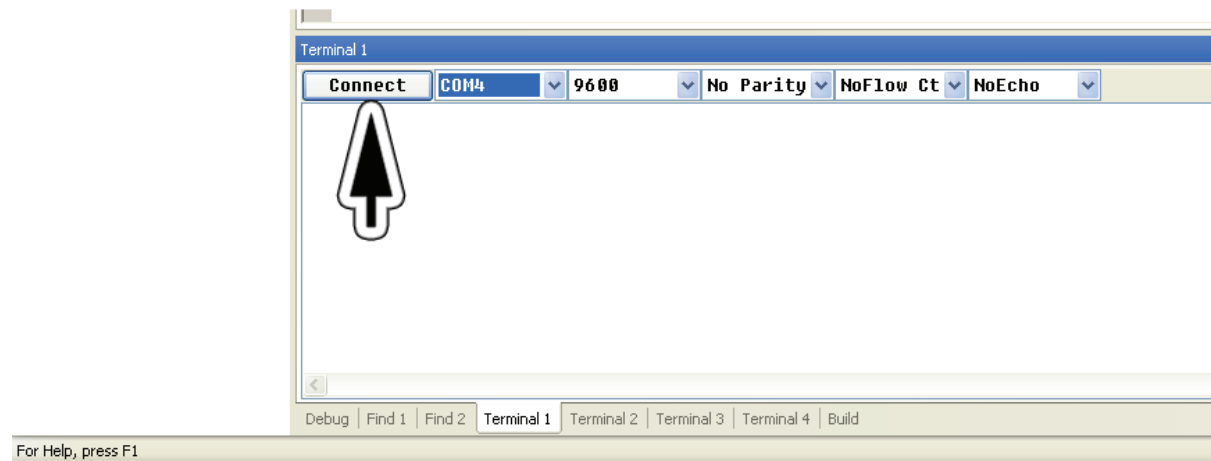 Terminal 1
Connect COM4 9600 No Parity NoFlow Ct NoEcho
Debug Find 1 Find 2 Terminal 1 Terminal 2 Terminal 3 Terminal 4 Build
For Help, press F1